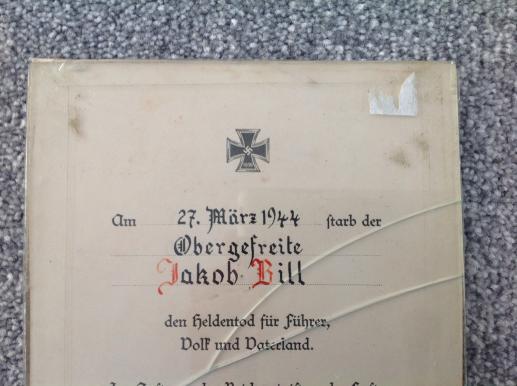 Am 27. März 1944 starb der
Obergefreite
Jakob Bill
den Heldentod für Führer,
Volk und Vaterland.